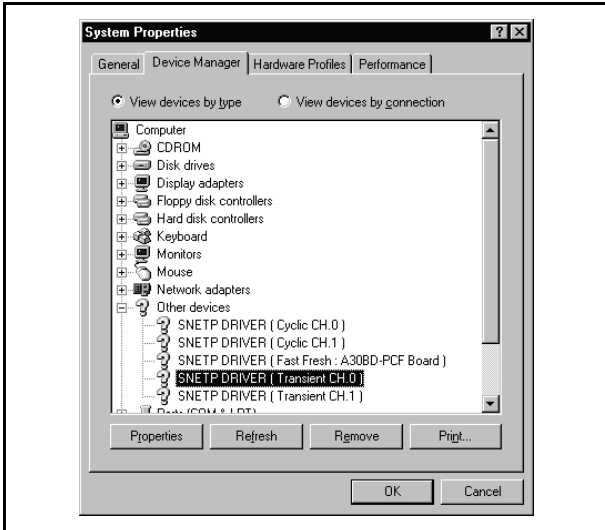 System Properties
General Device Manager Hardware Profiles Performance
View devices by type View devices by connection
Computer
CDROM
Disk drives
Display adapters
Floppy disk controllers
Hard disk controllers
Keyboard
Monitors
Mouse
Network adapters
Other devices
SNETP DRIVER ( Cyclic CH.0 )
SNETP DRIVER ( Cyclic CH.1 )
SNETP DRIVER ( Fast Fresh : A30BD-PCF Board )
SNETP DRIVER ( Transient CH.0 )
SNETP DRIVER ( Transient CH.1 )
Ports (COM & LPT)
Properties Refresh Remove Print...
OK Cancel